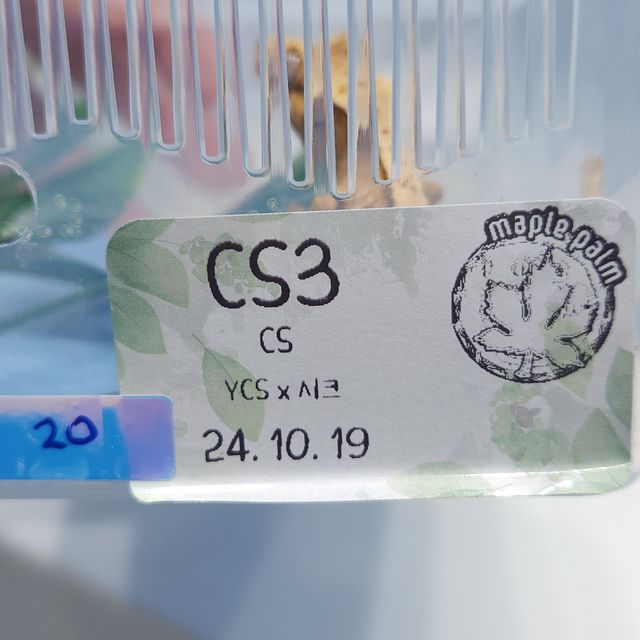 maple palm
CS3
CS
YCS x 시크
24.10.19
20